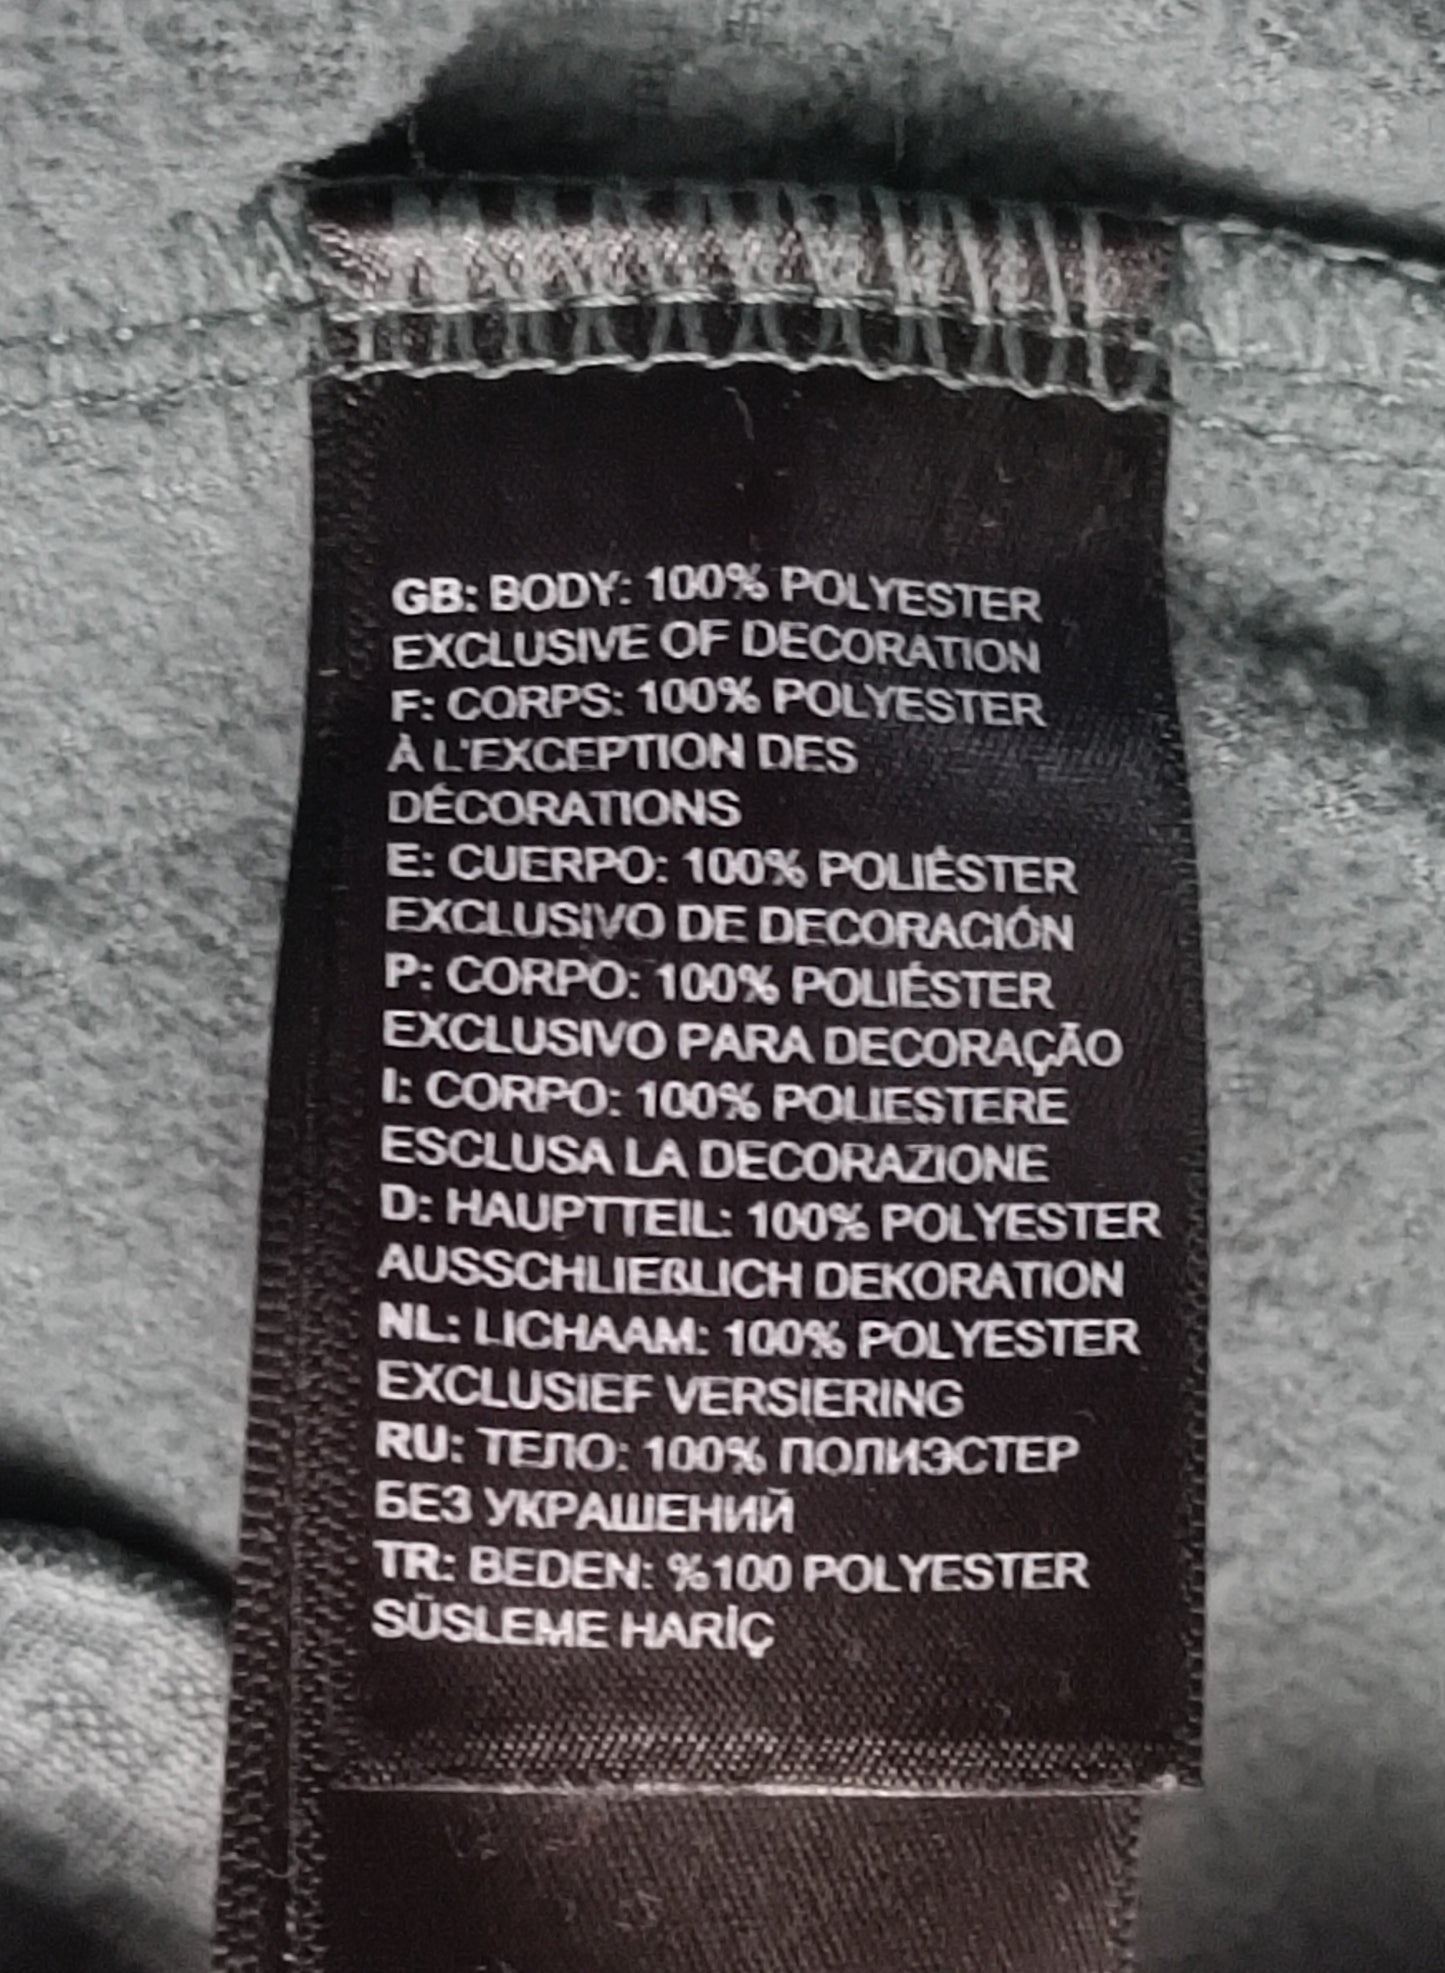 GB: BODY: 100% POLYESTER
EXCLUSIVE OF DECORATION
F: CORPS: 100% POLYESTER
À L'EXCEPTION DES
DÉCORATIONS
E: CUERPO: 100% POLIÉSTER
EXCLUSIVO DE DECORACIÓN
P: CORPO: 100% POLIÉSTER
EXCLUSIVO PARA DECORAÇÃO
I: CORPO: 100% POLIESTERE
ESCLUSA LA DECORAZIONE
D: HAUPTTEIL: 100% POLYESTER
AUSSCHLIEßLICH DEKORATION
NL: LICHAAM: 100% POLYESTER
EXCLUSIEF VERSIERING
RU: ТЕЛО: 100% ПОЛИЭСТЕР
БЕЗ УКРАШЕНИЙ
TR: BEDEN: %100 POLYESTER
SÜSLEME HARİÇ